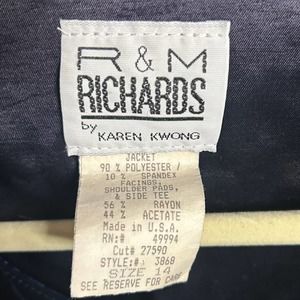 R & M
RICHARDS
by
KAREN KWONG
JACKET
90 % POLYESTER /
10 % SPANDEX
FACINGS,
SHOULDER PADS,
& SIDE TEE
56 % RAYON
44 % ACETATE
Made in U.S.A.
RN:# 49994
Cut# 27590
STYLE:# 3868
SIZE 14
SEE RESERVE FOR CARE